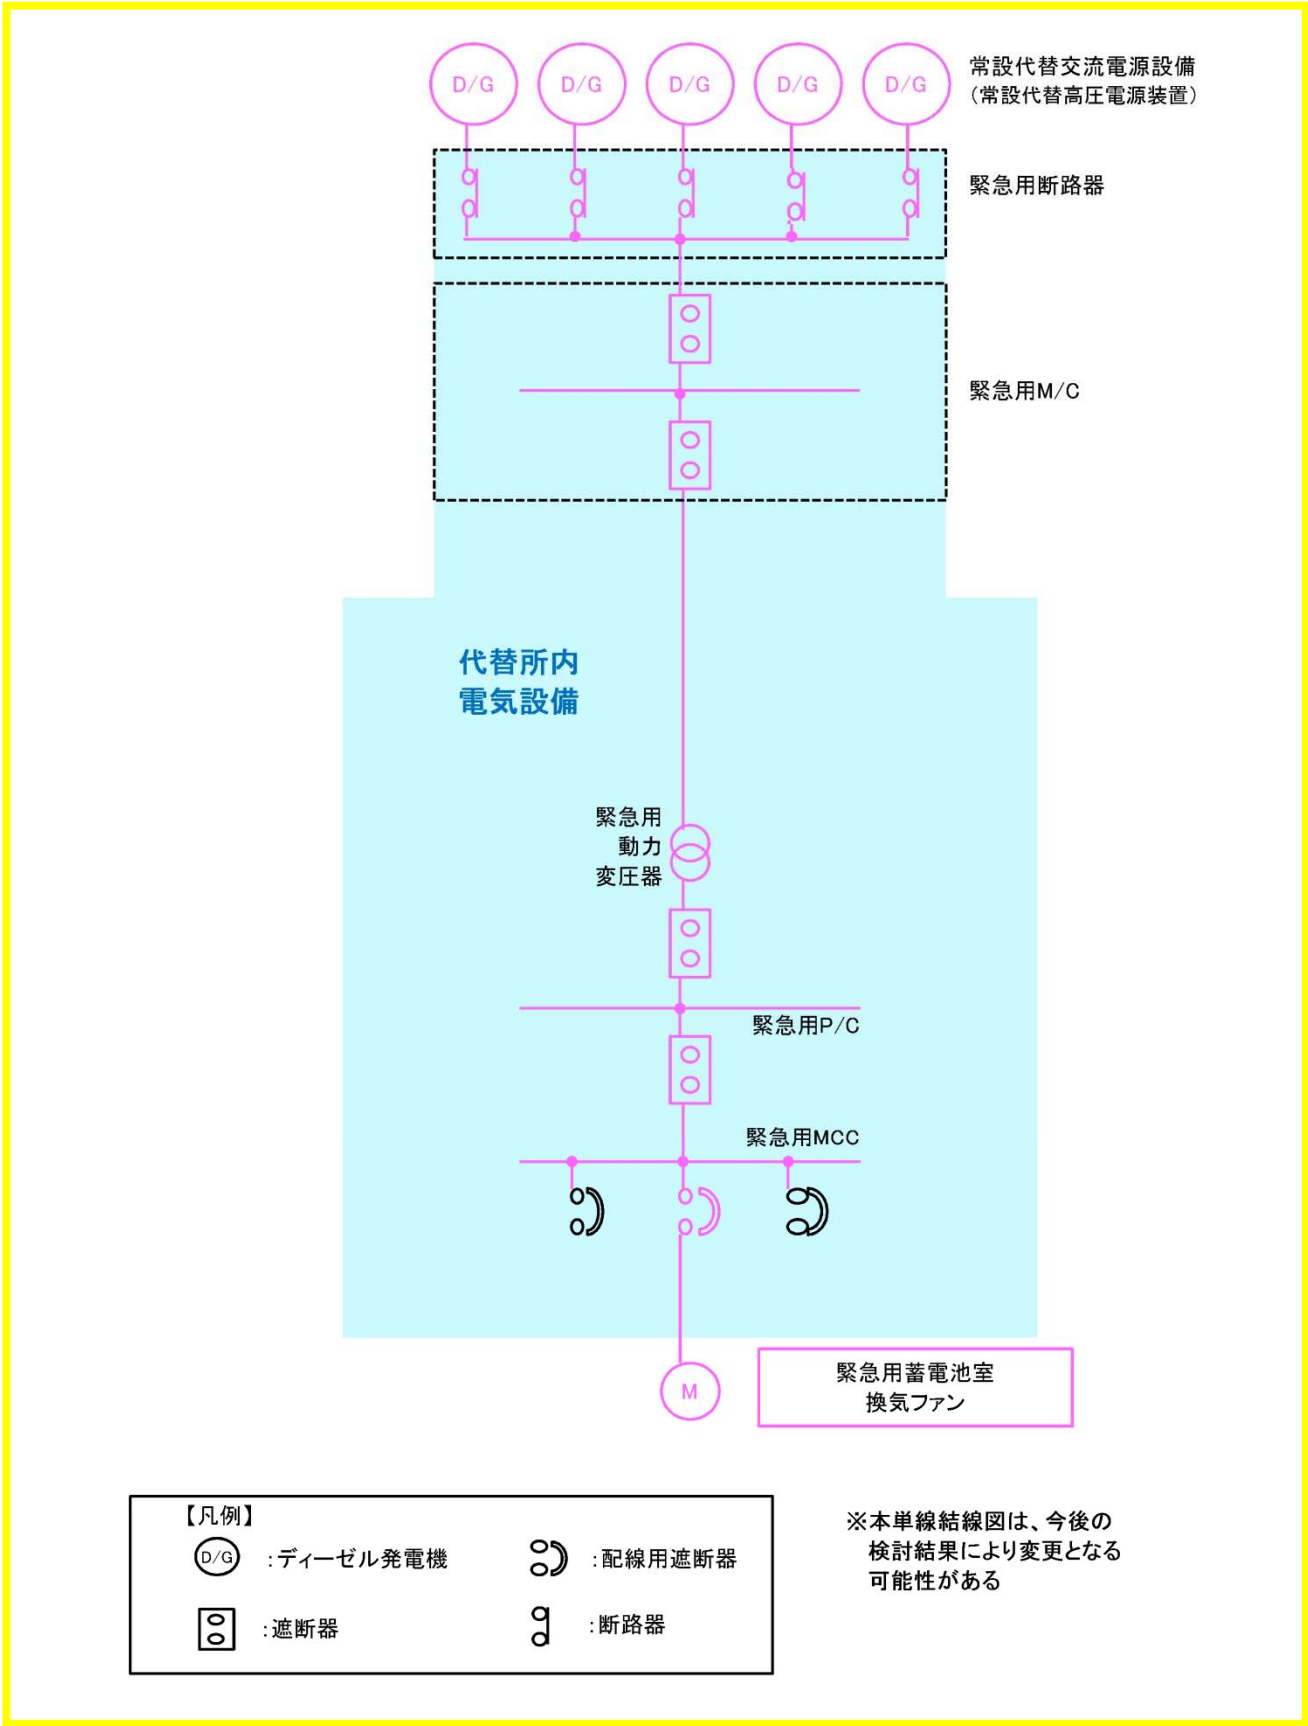 D/G D/G D/G D/G D/G
常設代替交流電源設備
(常設代替高圧電源装置)
緊急用断路器
緊急用M/C
代替所内
電気設備
緊急用
動力
変圧器
緊急用P/C
緊急用MCC
M
緊急用蓄電池室
換気ファン
【凡例】
D/G :ディーゼル発電機
:配線用遮断器
:遮断器
:断路器
※本単線結線図は、今後の
検討結果により変更となる
可能性がある